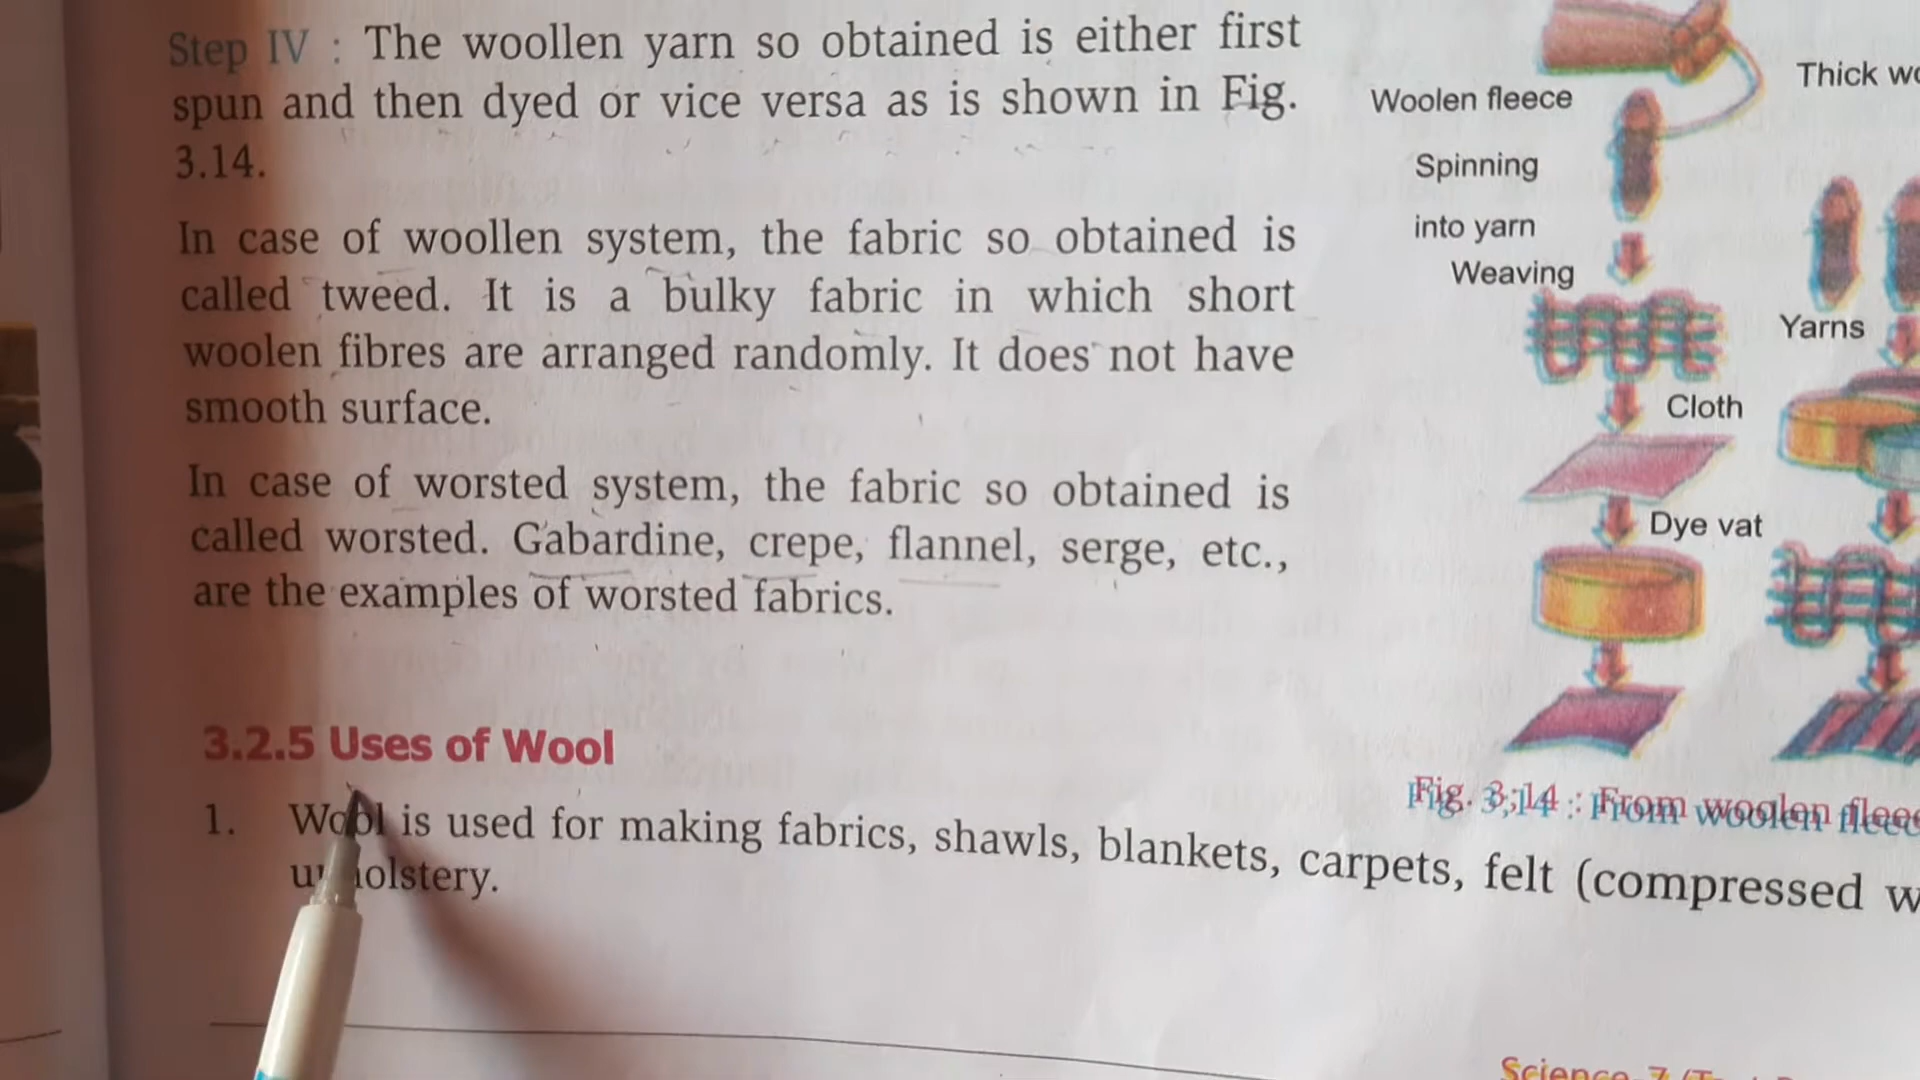 Step IV : The woollen yarn so obtained is either first
spun and then dyed or vice versa as is shown in Fig.
3.14.
In case of woollen system, the fabric so obtained is
called tweed. It is a bulky fabric in which short
woolen fibres are arranged randomly. It does not have
smooth surface.
In case of worsted system, the fabric so obtained is
called worsted. Gabardine, crepe, flannel, serge, etc.,
are the examples of worsted fabrics.
3.2.5 Uses of Wool
1. Wool is used for making fabrics, shawls, blankets, carpets, felt (compressed
upholstery.
Woolen fleece
Spinning
into yarn
Weaving
Cloth
Dye vat
Thick
Yarns
Fig. 3.14 : From woolen
Science-7